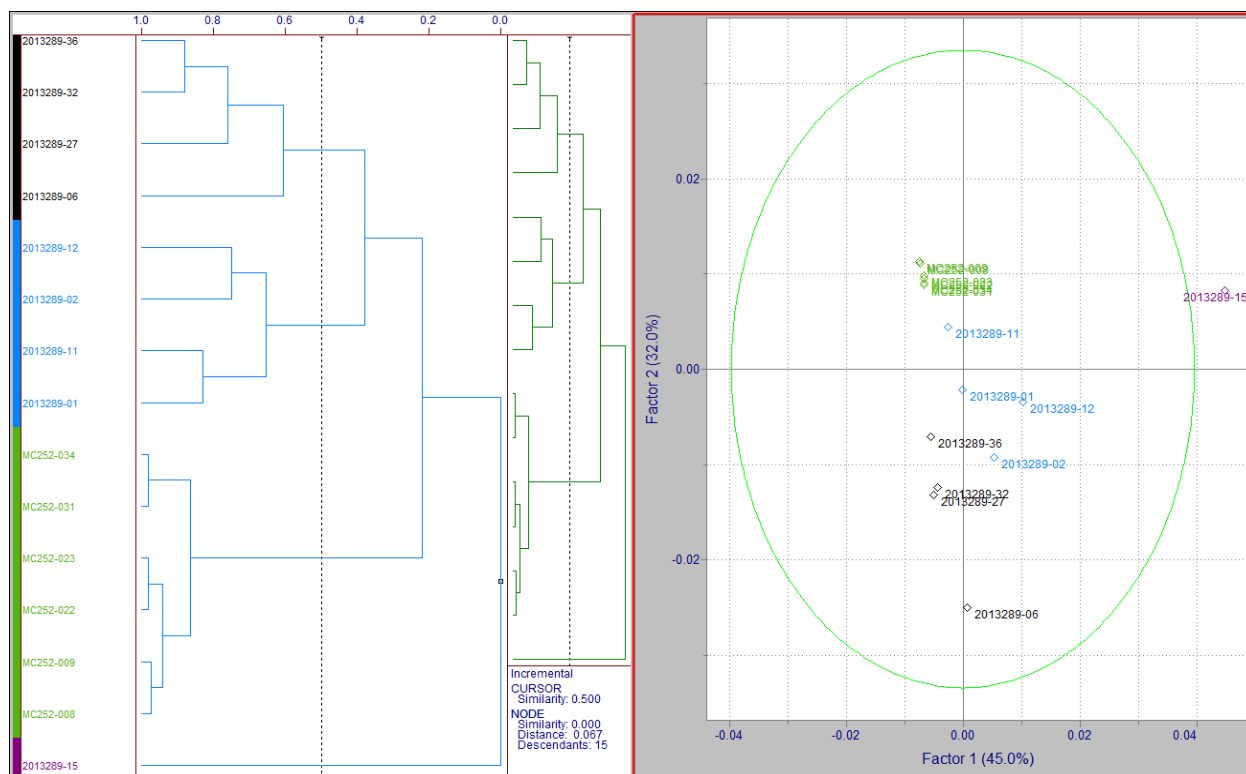 1.0 0.8 0.6 0.4 0.2 0.0
2013289-36
2013289-32
2013289-27
2013289-06
2013289-12
2013289-02
2013289-11
2013289-01
MC252-034
MC252-031
MC252-023
MC252-022
MC252-009
MC252-008
2013289-15
Incremental
CURSOR
Similarity: 0.500
NODE
Similarity: 0.000
Distance: 0.067
Descendants: 15
Factor 2 (32.0%)
0.02
0.00
-0.02
MC252-009
MC252-023
MC252-031
2013289-15
2013289-11
2013289-01
2013289-12
2013289-36
2013289-02
2013289-32
2013289-27
2013289-06
-0.04 -0.02 0.00 0.02 0.04
Factor 1 (45.0%)